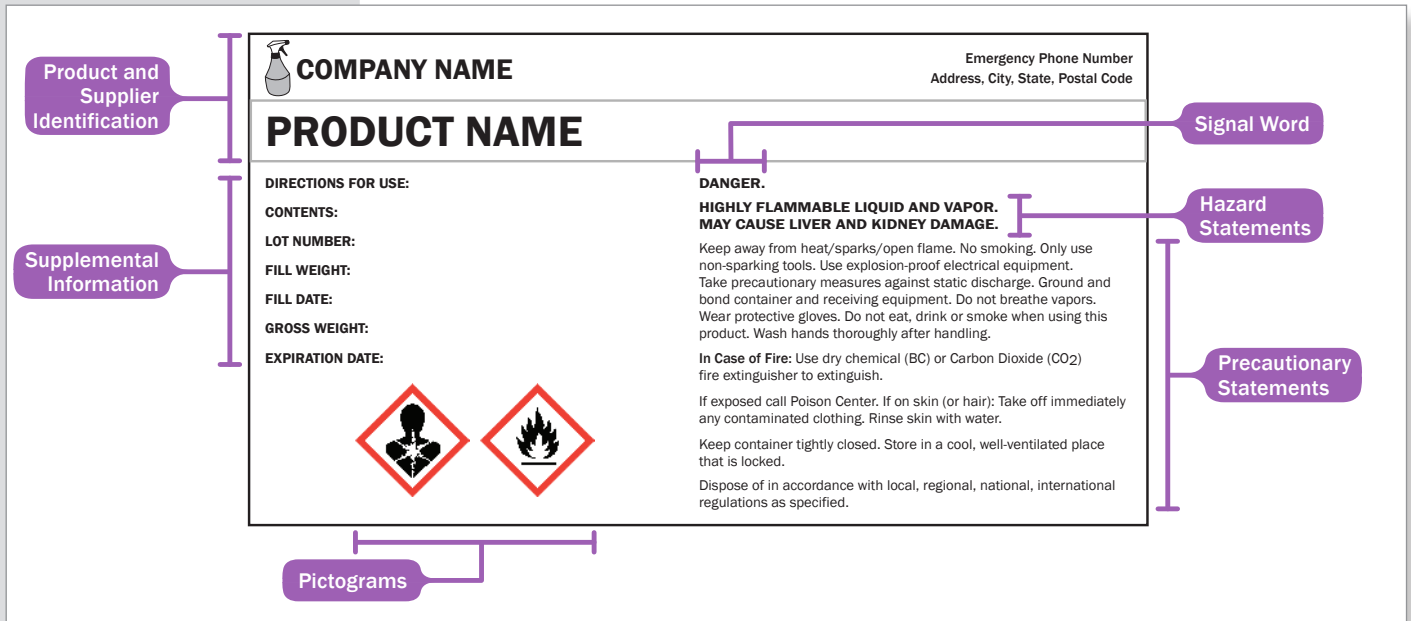 Product and
Supplier
Identification
COMPANY NAME
Emergency Phone Number
Address, City, State, Postal Code
PRODUCT NAME
Signal Word
Supplemental
Information
DIRECTIONS FOR USE:
CONTENTS:
LOT NUMBER:
FILL WEIGHT:
FILL DATE:
GROSS WEIGHT:
EXPIRATION DATE:
DANGER.
HIGHLY FLAMMABLE LIQUID AND VAPOR.
MAY CAUSE LIVER AND KIDNEY DAMAGE.
Hazard
Statements
Keep away from heat/sparks/open flame. No smoking. Only use
non-sparking tools. Use explosion-proof electrical equipment.
Take precautionary measures against static discharge. Ground and
bond container and receiving equipment. Do not breathe vapors.
Wear protective gloves. Do not eat, drink or smoke when using this
product. Wash hands thoroughly after handling.
In Case of Fire: Use dry chemical (BC) or Carbon Dioxide (CO2)
fire extinguisher to extinguish.
If exposed call Poison Center. If on skin (or hair): Take off immediately
any contaminated clothing. Rinse skin with water.
Keep container tightly closed. Store in a cool, well-ventilated place
that is locked.
Dispose of in accordance with local, regional, national, international
regulations as specified.
Precautionary
Statements
Pictograms